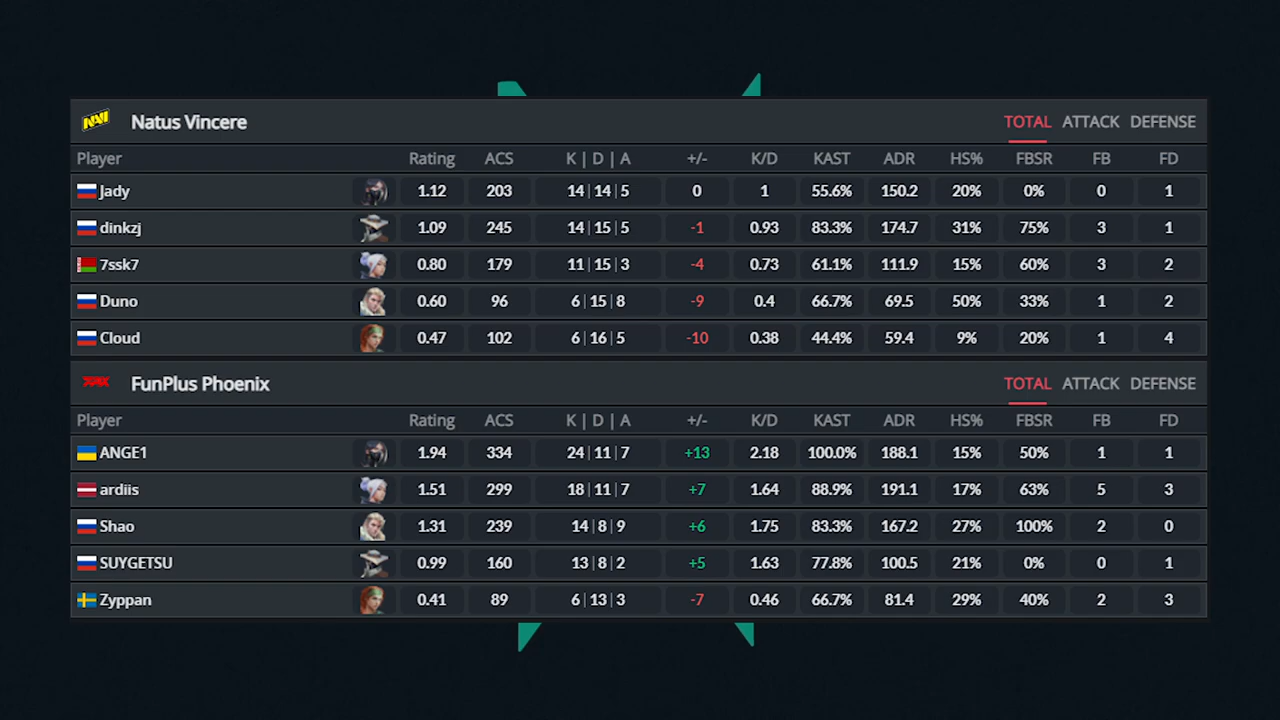 NAVI Natus Vincere TOTAL ATTACK DEFENSE
Player Rating ACS K | D | A +/- K/D KAST ADR HS% FBSR FB FD
Jady 1.12 203 14 | 14 | 5 0 1 55.6% 150.2 20% 0% 0 1
dinkzj 1.09 245 14 | 15 | 5 -1 0.93 83.3% 174.7 31% 75% 3 1
7ssk7 0.80 179 11 | 15 | 3 -4 0.73 61.1% 111.9 15% 60% 3 2
Duno 0.60 96 6 | 15 | 8 -9 0.4 66.7% 69.5 50% 33% 1 2
Cloud 0.47 102 6 | 16 | 5 -10 0.38 44.4% 59.4 9% 20% 1 4
FunPlus Phoenix TOTAL ATTACK DEFENSE
Player Rating ACS K | D | A +/- K/D KAST ADR HS% FBSR FB FD
ANGE1 1.94 334 24 | 11 | 7 +13 2.18 100.0% 188.1 15% 50% 1 1
ardiis 1.51 299 18 | 11 | 7 +7 1.64 88.9% 191.1 17% 63% 5 3
Shao 1.31 239 14 | 8 | 9 +6 1.75 83.3% 167.2 27% 100% 2 0
SUYGETSU 0.99 160 13 | 8 | 2 +5 1.63 77.8% 100.5 21% 0% 0 1
Zyppan 0.41 89 6 | 13 | 3 -7 0.46 66.7% 81.4 29% 40% 2 3